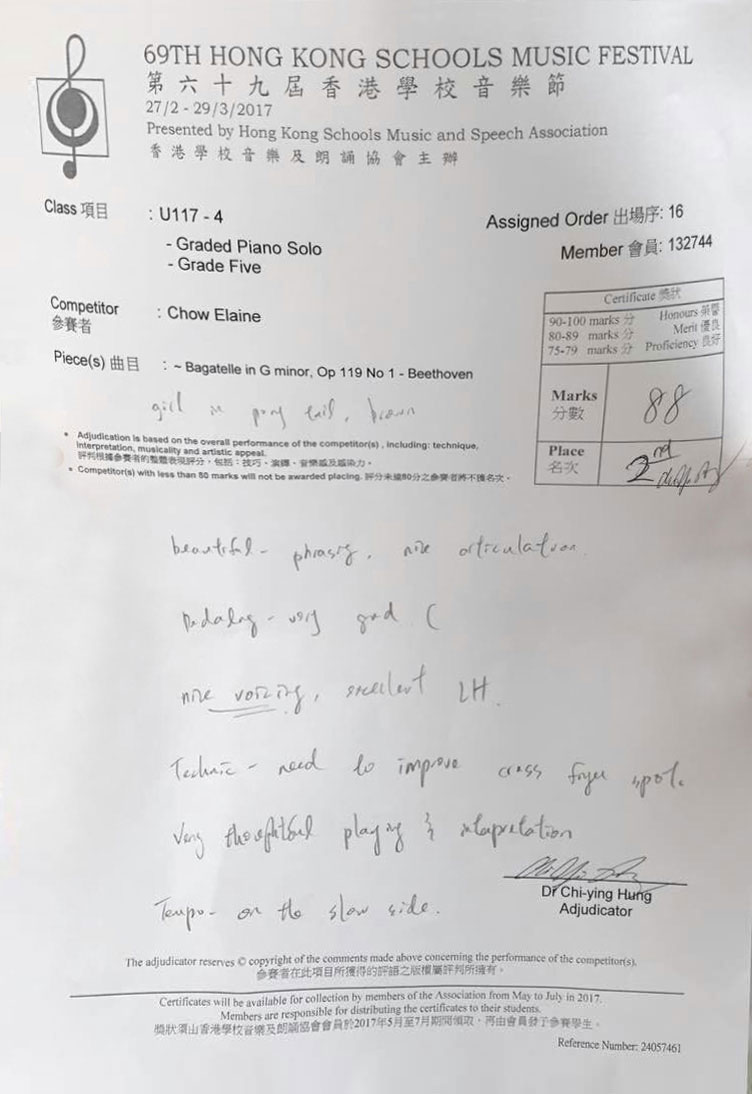 69TH HONG KONG SCHOOLS MUSIC FESTIVAL
第六十九屆香港學校音樂節
27/2 - 29/3/2017
Presented by Hong Kong Schools Music and Speech Association
香港學校音樂及朗誦協會主辦
Class 項目 : U117 - 4
- Graded Piano Solo
- Grade Five
Assigned Order 出場序: 16
Member 會員: 132744
Competitor 參賽者 : Chow Elaine
Piece(s) 曲目 : ~ Bagatelle in G minor, Op 119 No 1 - Beethoven
Certificate 獎狀
90-100 marks 分 Honours 榮譽
80-89 marks 分 Merit 優良
75-79 marks 分 Proficiency 良好
Marks 分數 88
Place 名次 2nd
girl in pony tail, brown
* Adjudication is based on the overall performance of the competitor(s) , including: technique, interpretation, musicality and artistic appeal.
評判根據參賽者的整體表現評分，包括：技巧、演繹、音樂感及感染力。
* Competitor(s) with less than 80 marks will not be awarded placing. 評分未達80分之參賽者將不獲名次。
beautiful - phrasing, nice articulation.
Pedaling - very good (
nice voicing, excellent LH.
Technic - need to improve cross finger spot.
Very thoughtful playing & interpretation
Tempo - on the slow side.
Dr Chi-ying Hung
Adjudicator
The adjudicator reserves © copyright of the comments made above concerning the performance of the competitor(s).
參賽者在此項目所獲得的評語之版權屬評判所擁有。
Certificates will be available for collection by members of the Association from May to July in 2017.
Members are responsible for distributing the certificates to their students.
獎狀須由香港學校音樂及朗誦協會會員於2017年5月至7月期間領取，再由會員發予參賽學生。
Reference Number: 24057461